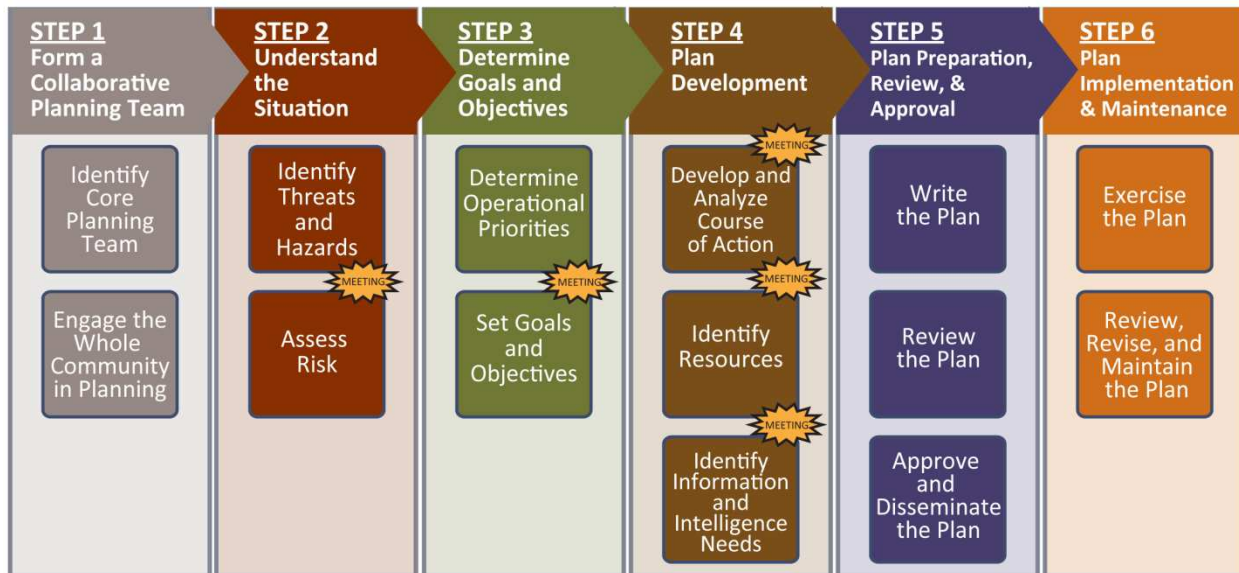 STEP 1
Form a
Collaborative
Planning Team
Identify
Core
Planning
Team
Engage the
Whole
Community
in Planning
STEP 2
Understand
the
Situation
Identify
Threats
and
Hazards
MEETING
Assess
Risk
STEP 3
Determine
Goals and
Objectives
Determine
Operational
Priorities
MEETING
Set Goals
and
Objectives
STEP 4
Plan
Development
MEETING
Develop and
Analyze
Course
of Action
MEETING
Identify
Resources
MEETING
Identify
Information
and
Intelligence
Needs
STEP 5
Plan Preparation,
Review, &
Approval
Write
the Plan
Review
the Plan
Approve
and
Disseminate
the Plan
STEP 6
Plan
Implementation
& Maintenance
Exercise
the Plan
Review,
Revise, and
Maintain
the Plan